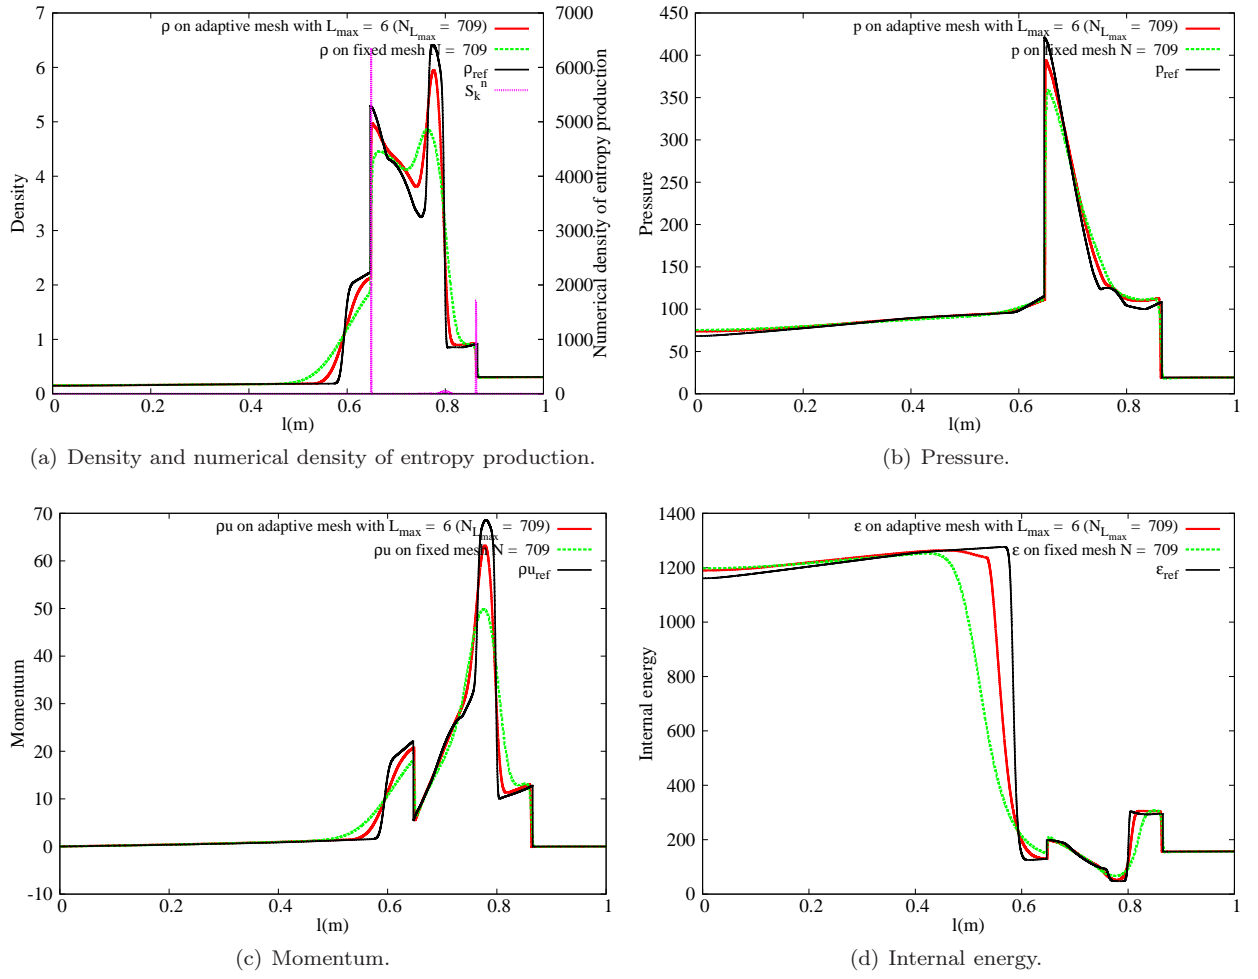 ρ on adaptive mesh with L_max = 6 (N_L_max = 709)
ρ on fixed mesh N = 709
ρ_ref
S_k^n
7
6
5
4
3
2
1
0
7000
6000
5000
4000
3000
2000
1000
0
Density
Numerical density of entropy production
0 0.2 0.4 0.6 0.8 1
l(m)
(a) Density and numerical density of entropy production.
p on adaptive mesh with L_max = 6 (N_L_max = 709)
p on fixed mesh N = 709
p_ref
450
400
350
300
250
200
150
100
50
0
Pressure
0 0.2 0.4 0.6 0.8 1
l(m)
(b) Pressure.
ρu on adaptive mesh with L_max = 6 (N_L_max = 709)
ρu on fixed mesh N = 709
ρu_ref
70
60
50
40
30
20
10
0
-10
Momentum
0 0.2 0.4 0.6 0.8 1
l(m)
(c) Momentum.
ε on adaptive mesh with L_max = 6 (N_L_max = 709)
ε on fixed mesh N = 709
ε_ref
1400
1200
1000
800
600
400
200
0
Internal energy
0 0.2 0.4 0.6 0.8 1
l(m)
(d) Internal energy.